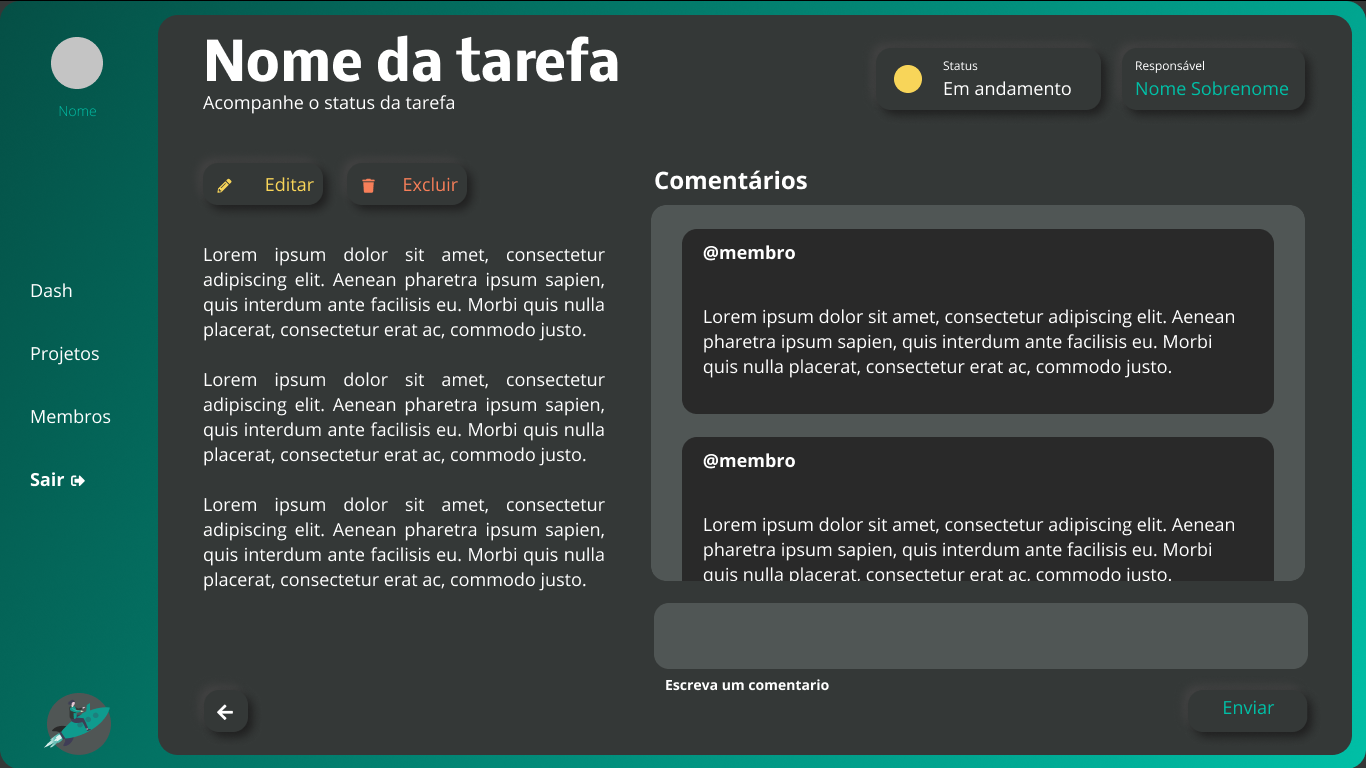 Nome
Dash
Projetos
Membros
Sair
Nome da tarefa
Acompanhe o status da tarefa
Status
Em andamento
Responsável
Nome Sobrenome
Editar
Excluir
Lorem ipsum dolor sit amet, consectetur
adipiscing elit. Aenean pharetra ipsum sapien,
quis interdum ante facilisis eu. Morbi quis nulla
placerat, consectetur erat ac, commodo justo.
Lorem ipsum dolor sit amet, consectetur
adipiscing elit. Aenean pharetra ipsum sapien,
quis interdum ante facilisis eu. Morbi quis nulla
placerat, consectetur erat ac, commodo justo.
Lorem ipsum dolor sit amet, consectetur
adipiscing elit. Aenean pharetra ipsum sapien,
quis interdum ante facilisis eu. Morbi quis nulla
placerat, consectetur erat ac, commodo justo.
Comentários
@membro
Lorem ipsum dolor sit amet, consectetur adipiscing elit. Aenean
pharetra ipsum sapien, quis interdum ante facilisis eu. Morbi
quis nulla placerat, consectetur erat ac, commodo justo.
@membro
Lorem ipsum dolor sit amet, consectetur adipiscing elit. Aenean
pharetra ipsum sapien, quis interdum ante facilisis eu. Morbi
quis nulla placerat, consectetur erat ac, commodo justo.
Escreva um comentario
Enviar